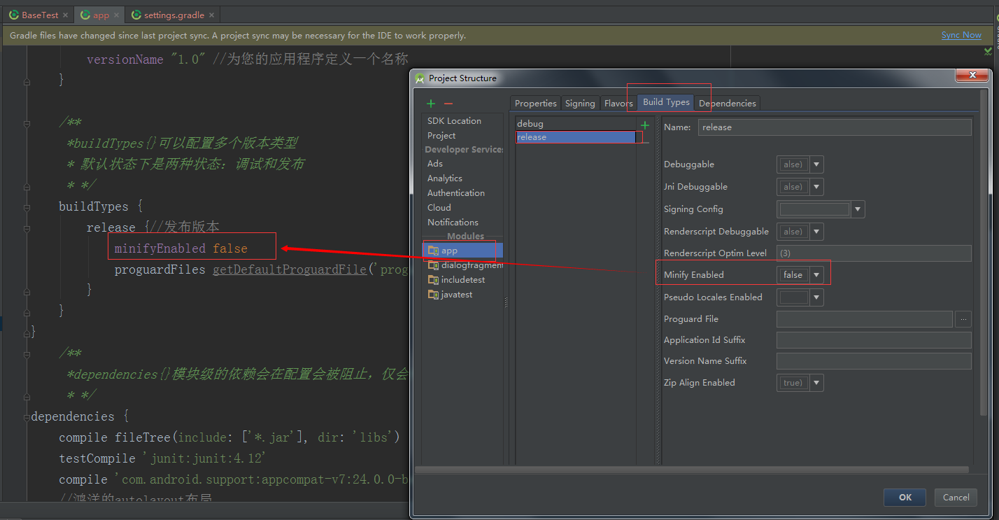 BaseTest
app
settings.gradle
Gradle files have changed since last project sync. A project sync may be necessary for the IDE to work properly.
Sync Now
versionName "1.0" //为您的应用程序定义一个名称
}
/**
*buildTypes{}可以配置多个版本类型
* 默认状态下是两种状态：调试和发布
* */
buildTypes {
release {//发布版本
minifyEnabled false
proguardFiles getDefaultProguardFile('prog
}
}
}
/**
*dependencies{}模块级的依赖会在配置会被阻止，仅会
* */
dependencies {
compile fileTree(include: ['*.jar'], dir: 'libs')
testCompile 'junit:junit:4.12'
compile 'com.android.support:appcompat-v7:24.0.0-b
//鸿洋的autolayout布局
Project Structure
SDK Location
Project
Developer Services
Ads
Analytics
Authentication
Cloud
Notifications
Modules
app
dialogfragment
includetest
javatest
Properties
Signing
Flavors
Build Types
Dependencies
debug
release
Name: release
Debuggable alse)
Jni Debuggable alse)
Signing Config
Renderscript Debuggable alse)
Renderscript Optim Level (3)
Minify Enabled false
Pseudo Locales Enabled
Proguard File ...
Application Id Suffix
Version Name Suffix
Zip Align Enabled true)
OK
Cancel